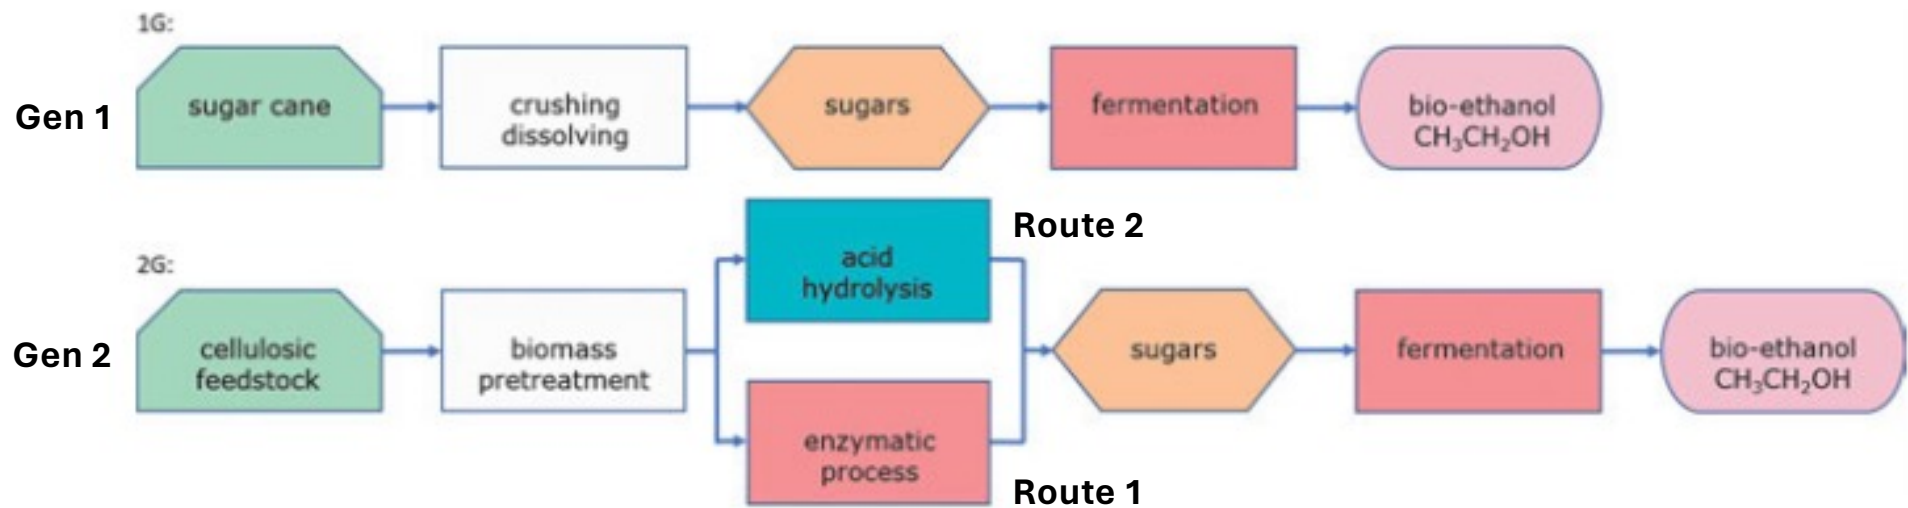 1G:
Gen 1
sugar cane
crushing
dissolving
sugars
fermentation
bio-ethanol
CH₃CH₂OH
2G:
Gen 2
cellulosic
feedstock
biomass
pretreatment
acid
hydrolysis
Route 2
enzymatic
process
Route 1
sugars
fermentation
bio-ethanol
CH₃CH₂OH